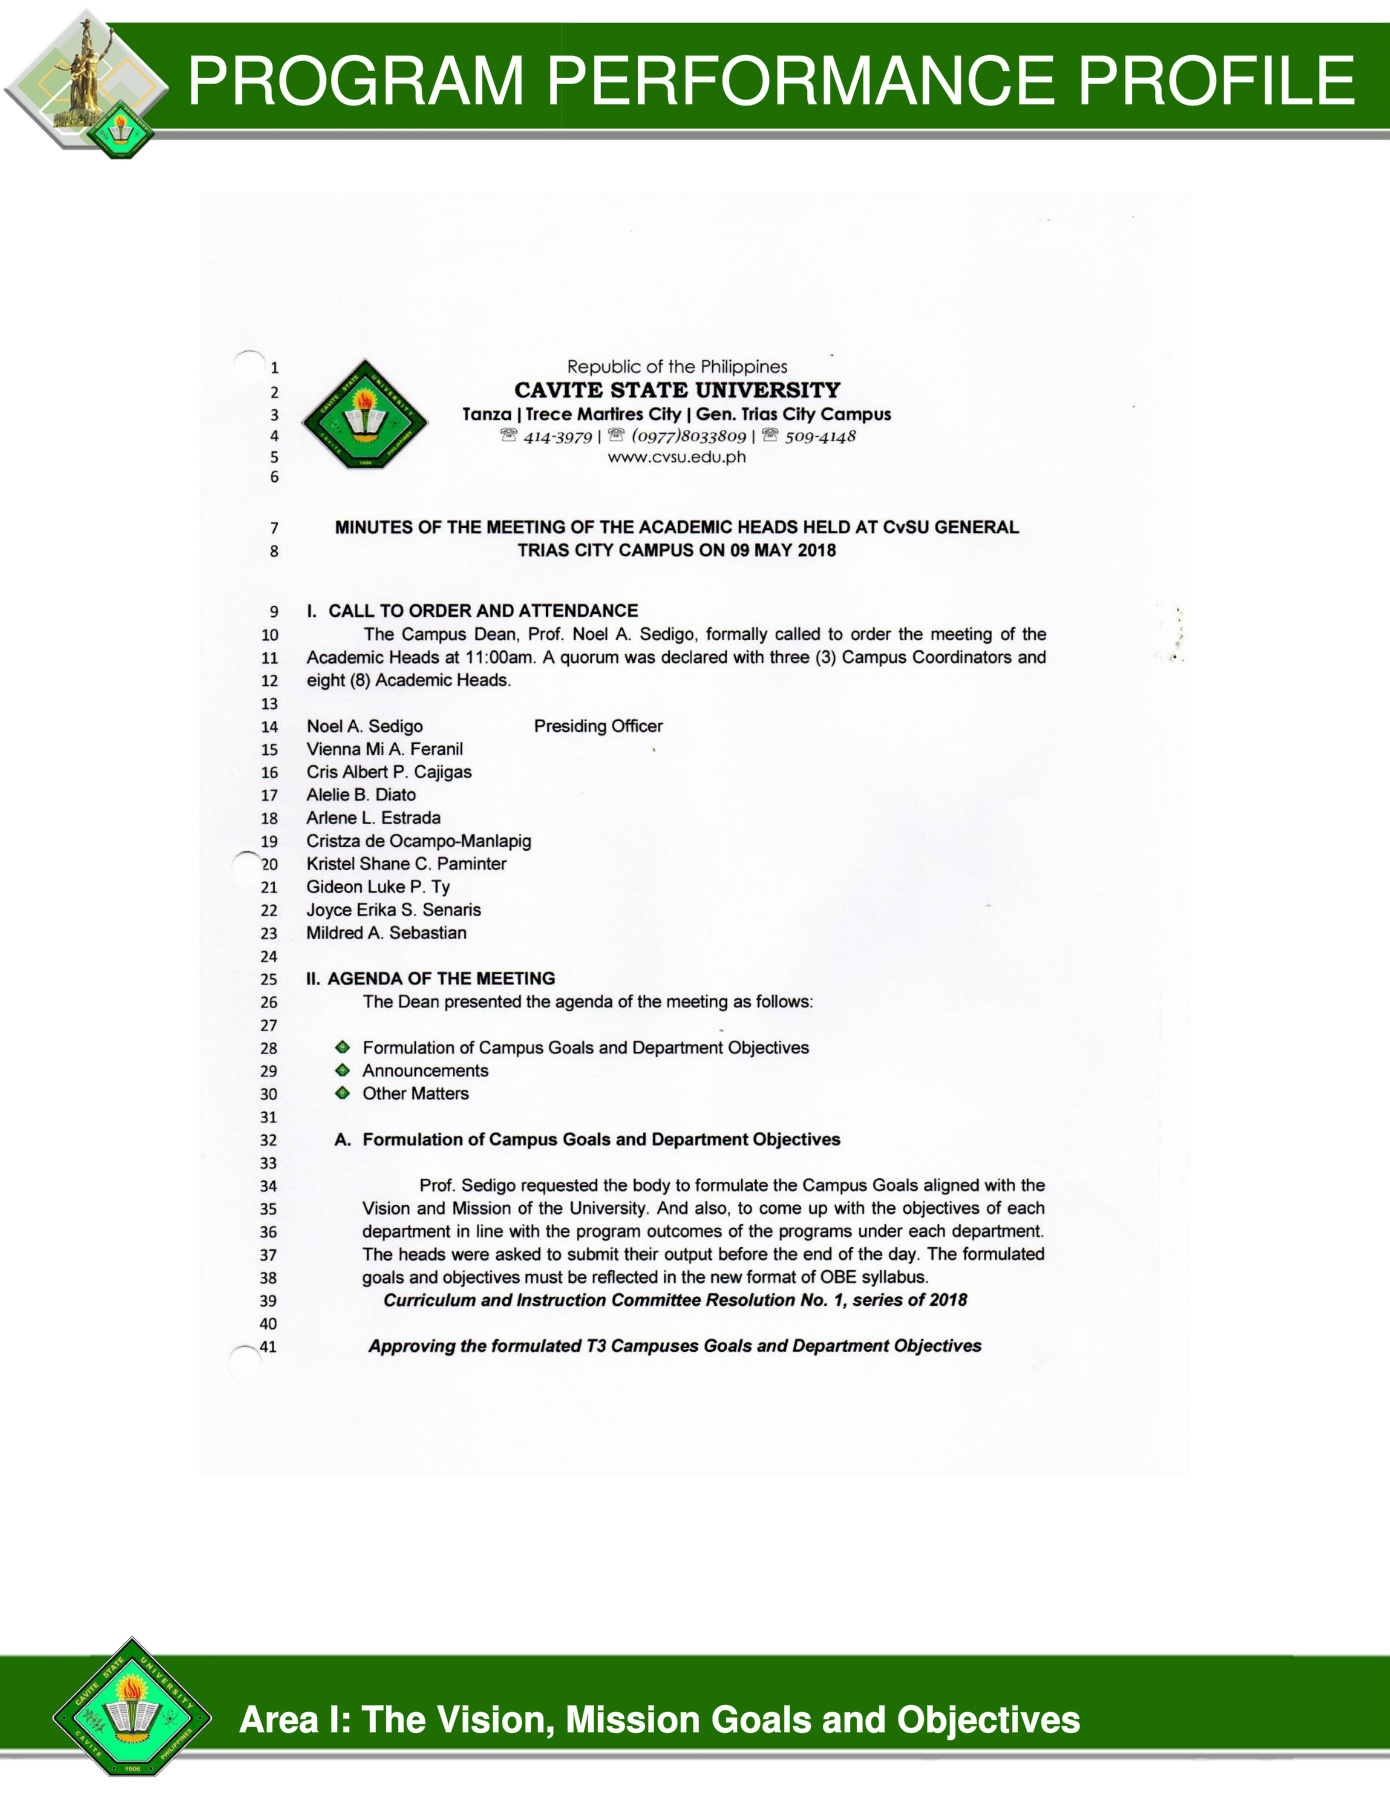 PROGRAM PERFORMANCE PROFILE
1 Republic of the Philippines
2 CAVITE STATE UNIVERSITY
3 Tanza | Trece Martires City | Gen. Trias City Campus
4 ☏ 414-3979 | ☏ (0977)8033809 | ☏ 509-4148
5 www.cvsu.edu.ph
6
7 MINUTES OF THE MEETING OF THE ACADEMIC HEADS HELD AT CvSU GENERAL
8 TRIAS CITY CAMPUS ON 09 MAY 2018
9 I. CALL TO ORDER AND ATTENDANCE
10 The Campus Dean, Prof. Noel A. Sedigo, formally called to order the meeting of the
11 Academic Heads at 11:00am. A quorum was declared with three (3) Campus Coordinators and
12 eight (8) Academic Heads.
13
14 Noel A. Sedigo Presiding Officer
15 Vienna Mi A. Feranil
16 Cris Albert P. Cajigas
17 Alelie B. Diato
18 Arlene L. Estrada
19 Cristza de Ocampo-Manlapig
20 Kristel Shane C. Paminter
21 Gideon Luke P. Ty
22 Joyce Erika S. Senaris
23 Mildred A. Sebastian
24
25 II. AGENDA OF THE MEETING
26 The Dean presented the agenda of the meeting as follows:
27
28 Formulation of Campus Goals and Department Objectives
29 Announcements
30 Other Matters
31
32 A. Formulation of Campus Goals and Department Objectives
33
34 Prof. Sedigo requested the body to formulate the Campus Goals aligned with the
35 Vision and Mission of the University. And also, to come up with the objectives of each
36 department in line with the program outcomes of the programs under each department.
37 The heads were asked to submit their output before the end of the day. The formulated
38 goals and objectives must be reflected in the new format of OBE syllabus.
39 Curriculum and Instruction Committee Resolution No. 1, series of 2018
40
41 Approving the formulated T3 Campuses Goals and Department Objectives
CAVITE STATE UNIVERSITY
CAVITE PHILIPPINES
1906
Area I: The Vision, Mission Goals and Objectives